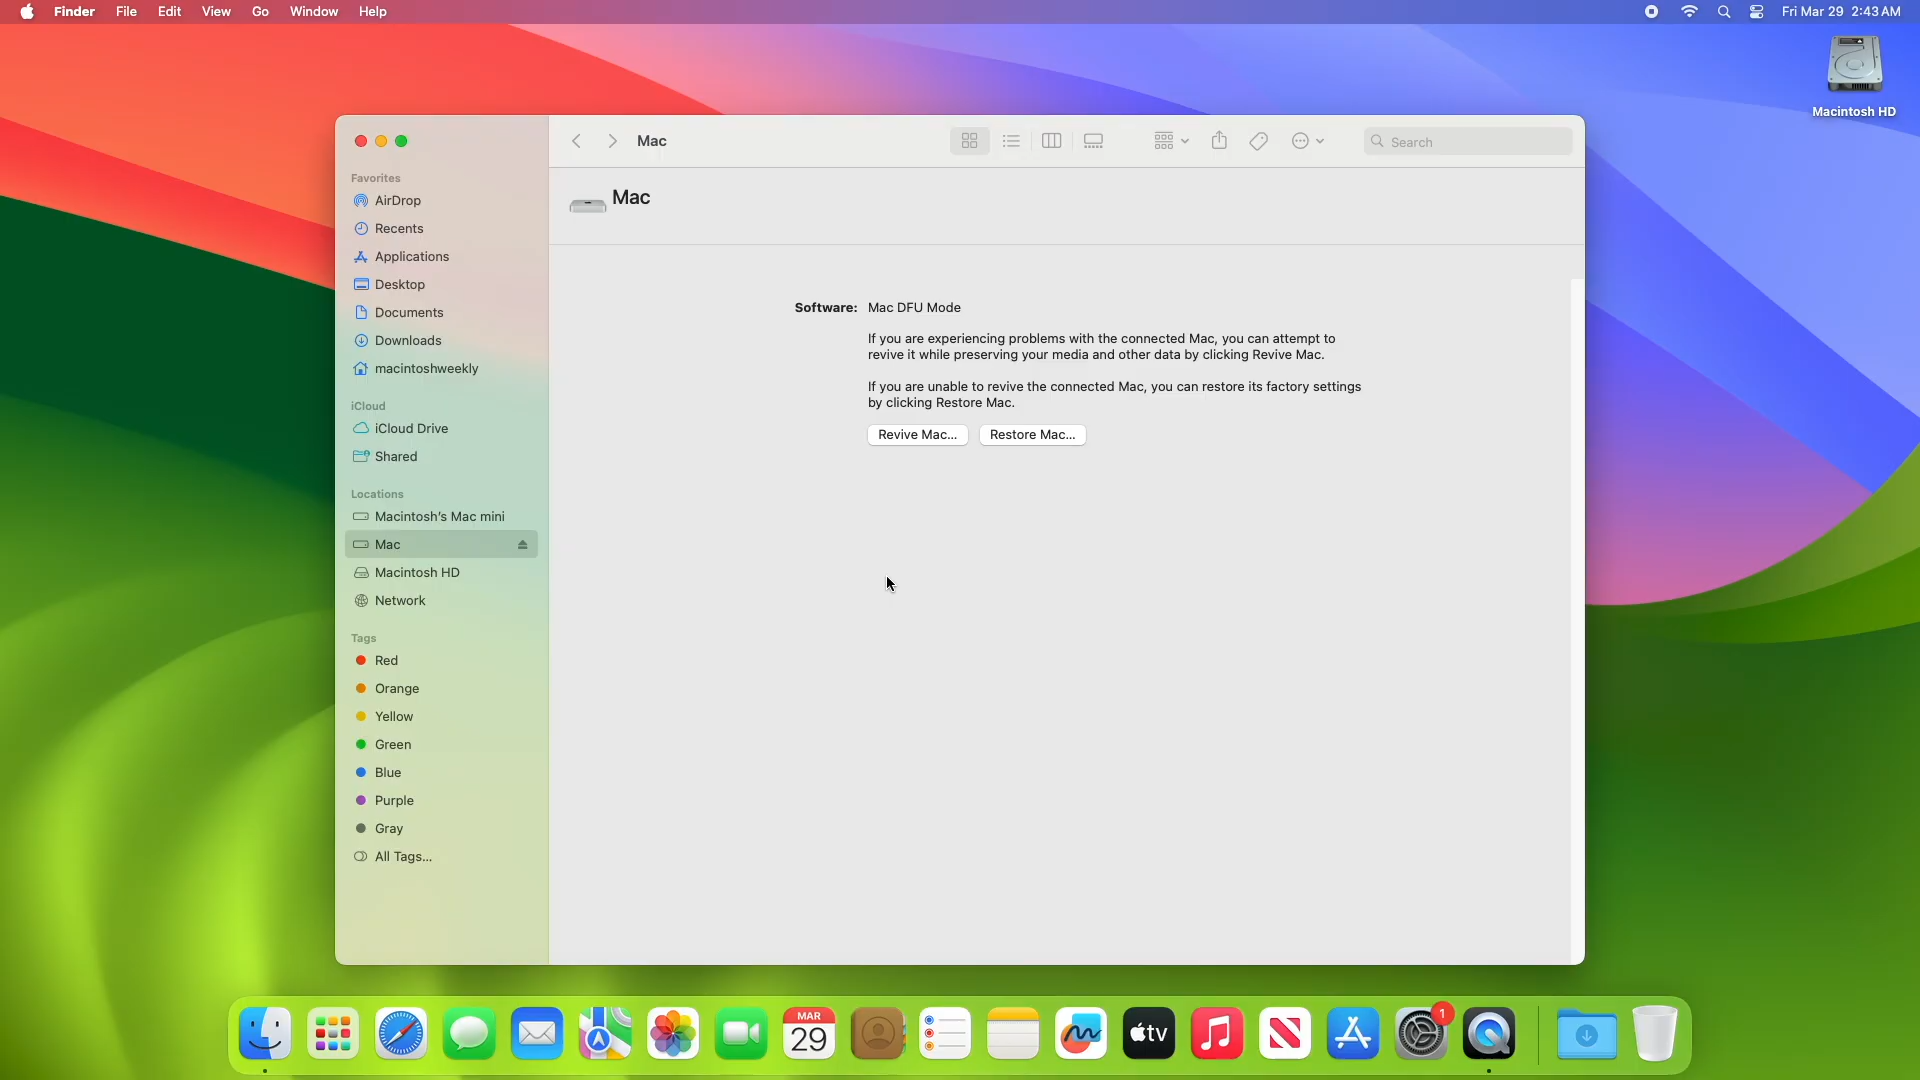 Finder File Edit View Go Window Help Fri Mar 29 2:43 AM
Macintosh HD
Mac
Search
Favorites
AirDrop
Recents
Applications
Desktop
Documents
Downloads
macintoshweekly
iCloud
iCloud Drive
Shared
Locations
Macintosh's Mac mini
Mac
Macintosh HD
Network
Tags
Red
Orange
Yellow
Green
Blue
Purple
Gray
All Tags...
Mac
Software: Mac DFU Mode
If you are experiencing problems with the connected Mac, you can attempt to
revive it while preserving your media and other data by clicking Revive Mac.
If you are unable to revive the connected Mac, you can restore its factory settings
by clicking Restore Mac.
Revive Mac... Restore Mac...
MAR
29
tv
1